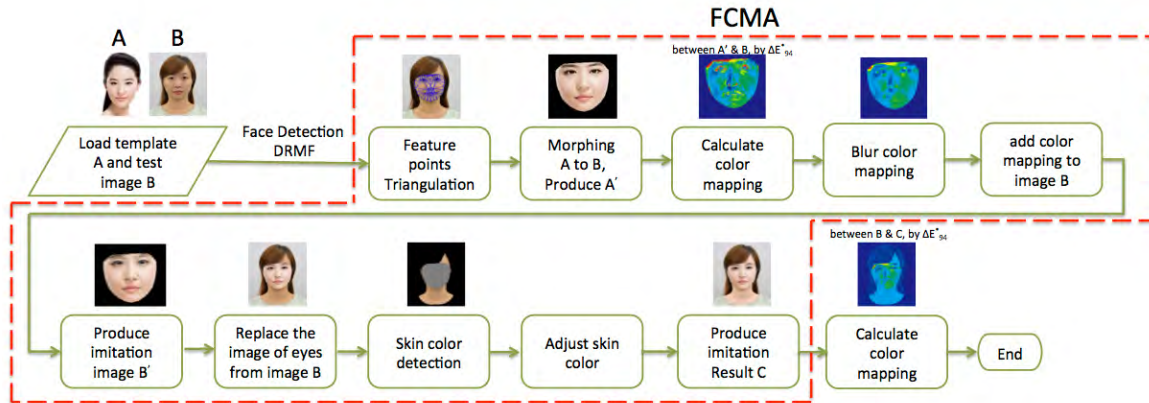 FCMA
A
B
between A' & B, by ΔE*94
Load template
A and test
image B
Face Detection
DRMF
Feature
points
Triangulation
Morphing
A to B,
Produce A'
Calculate
color
mapping
Blur color
mapping
add color
mapping to
image B
between B & C, by ΔE*94
Produce
imitation
image B'
Replace the
image of eyes
from image B
Skin color
detection
Adjust skin
color
Produce
imitation
Result C
Calculate
color
mapping
End